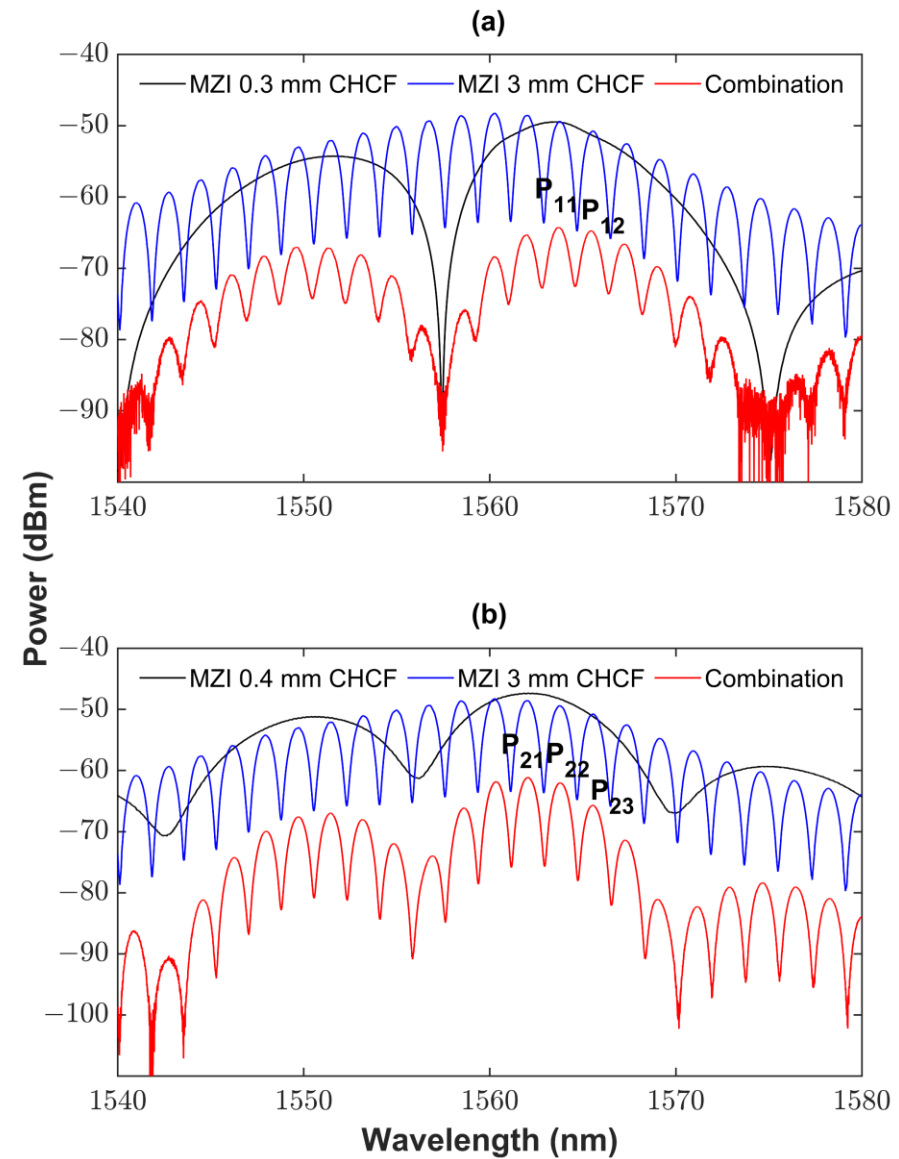 (a)
−40
MZI 0.3 mm CHCF MZI 3 mm CHCF Combination
−50
P11 P12
−60
−70
−80
−90
1540 1550 1560 1570 1580
Power (dBm)
(b)
−40
MZI 0.4 mm CHCF MZI 3 mm CHCF Combination
−50
P21 P22
−60
P23
−70
−80
−90
−100
1540 1550 1560 1570 1580
Wavelength (nm)